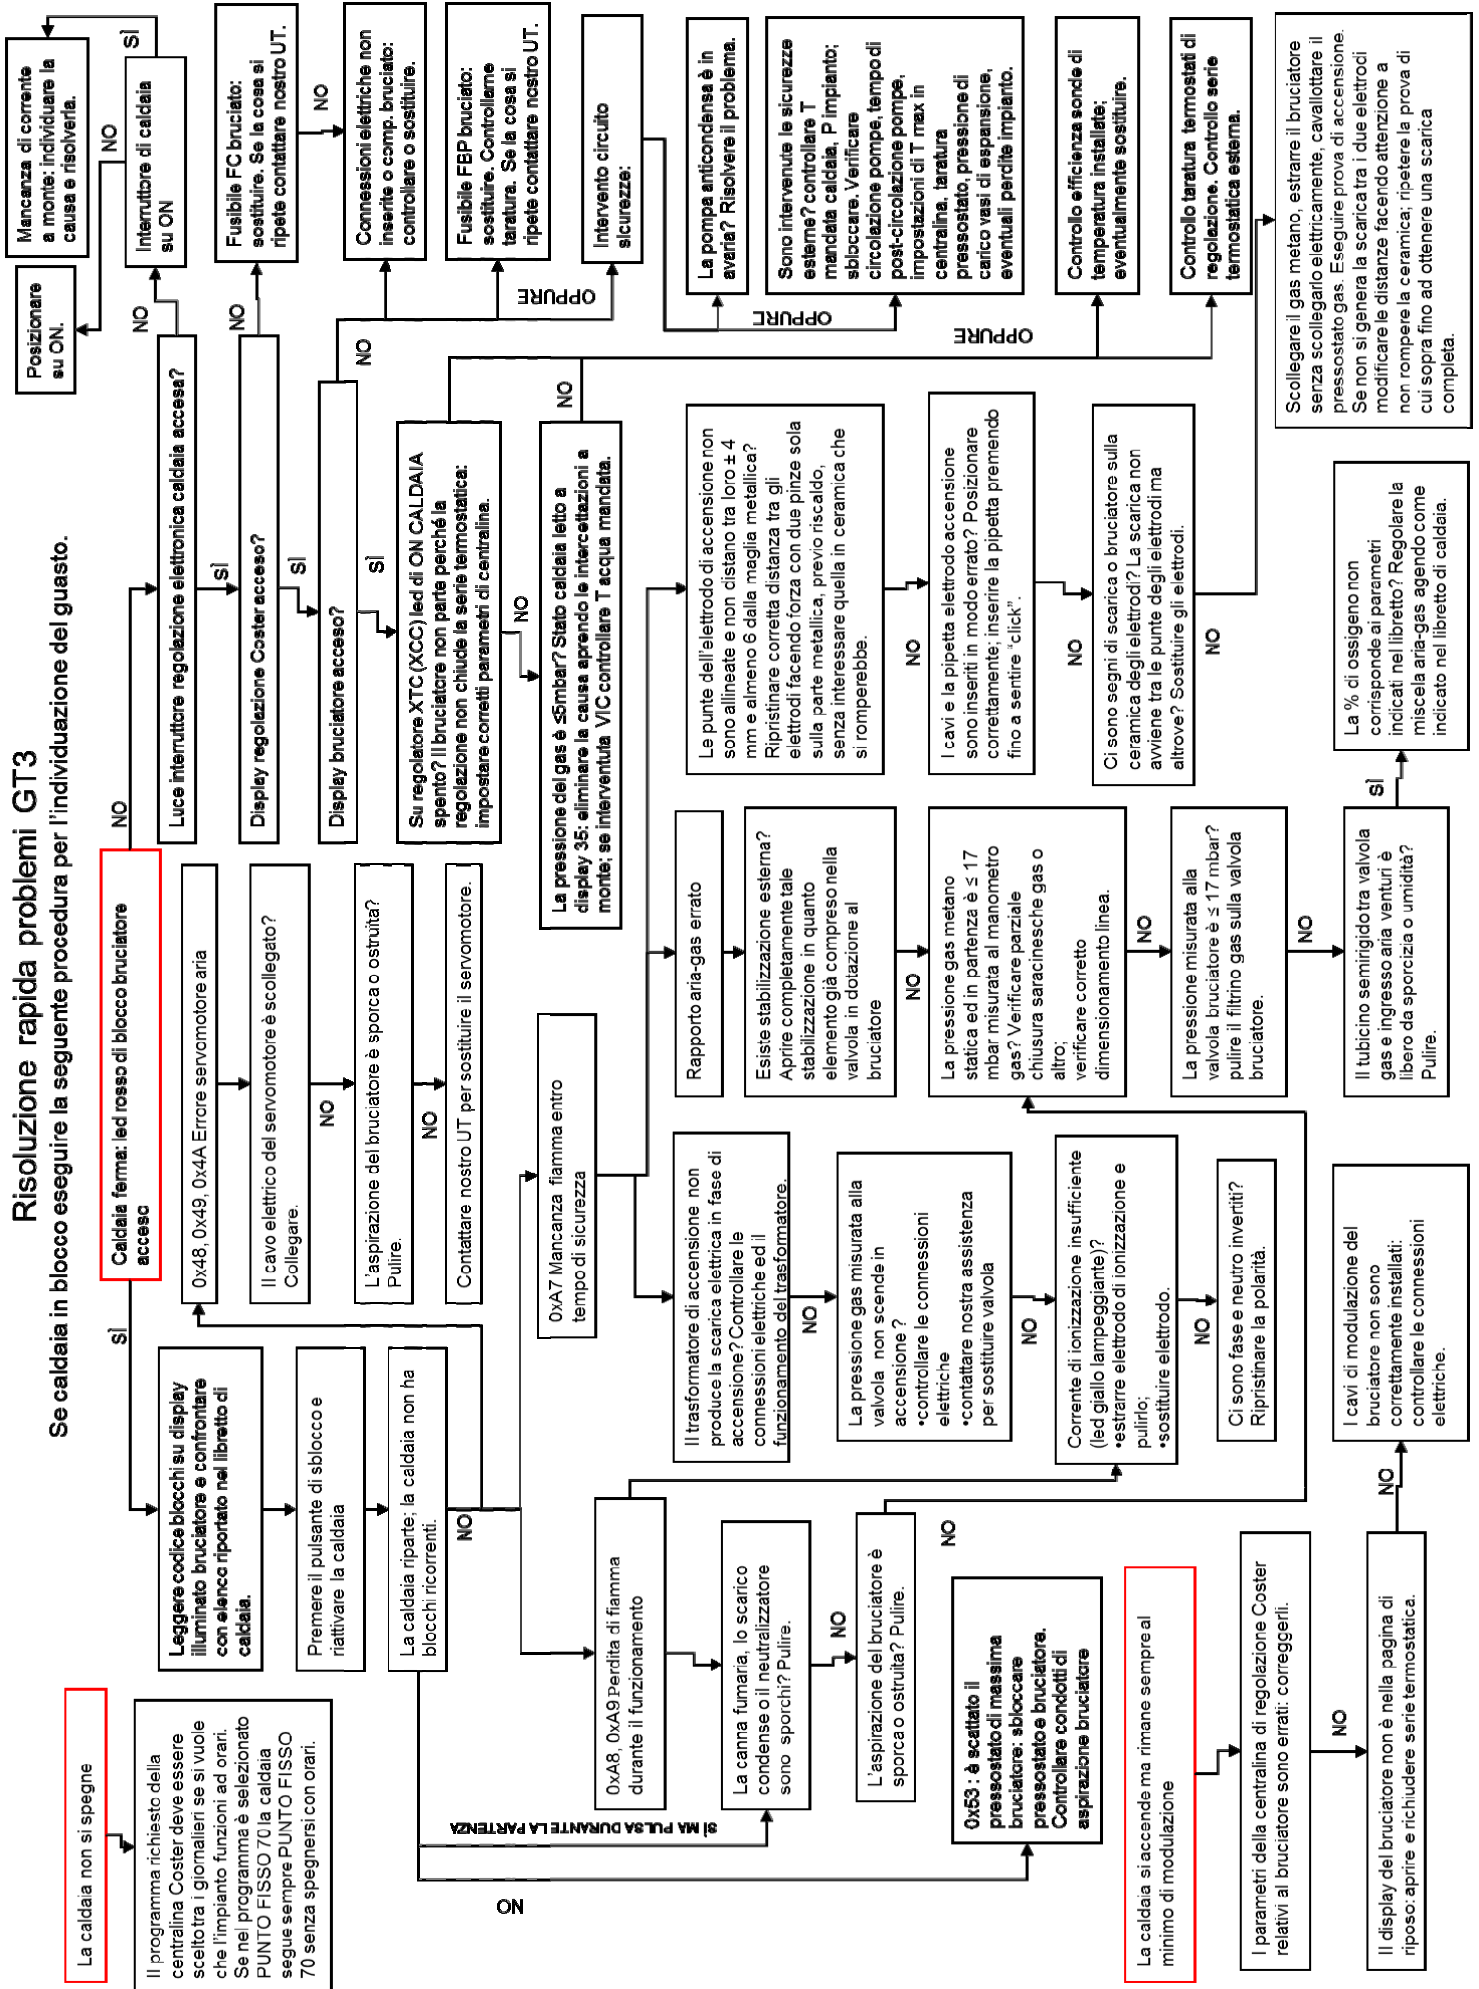 Risoluzione rapida problemi GT3
Se caldaia in blocco eseguire la seguente procedura per l'individuazione del guasto.
La caldaia non si spegne
Il programma richiesto della
centralina Coster deve essere
scelto tra i giornalieri se si vuole
che l'impianto funzioni ad orari.
Se nel programma è selezionato
PUNTO FISSO 70 la caldaia
segue sempre PUNTO FISSO
70 senza spegnersi con orari.
Caldaia ferma: led rosso di blocco bruciatore
acceso
SÌ
NO
Leggere codice blocchi su display
illuminato bruciatore e confrontare
con elenco riportato nel libretto di
caldaia.
Premere il pulsante di sblocco e
riattivare la caldaia
La caldaia riparte; la caldaia non ha
blocchi ricorrenti.
NO
NO
SÌ MA PULSA DURANTE LA PARTENZA
0x48, 0x49, 0x4A Errore servomotore aria
Il cavo elettrico del servomotore è scollegato?
Collegare.
NO
L'aspirazione del bruciatore è sporca o ostruita?
Pulire.
NO
Contattare nostro UT per sostituire il servomotore.
0xA8, 0xA9 Perdita di fiamma
durante il funzionamento
La canna fumaria, lo scarico
condense o il neutralizzatore
sono sporchi? Pulire.
NO
L'aspirazione del bruciatore è
sporca o ostruita? Pulire.
NO
0x53 : è scattato il
pressostato di massima
bruciatore: sbloccare
pressostato e bruciatore.
Controllare condotti di
aspirazione bruciatore
0xA7 Mancanza fiamma entro
tempo di sicurezza
Il trasformatore di accensione non
produce la scarica elettrica in fase di
accensione? Controllare le
connessioni elettriche ed il
funzionamento del trasformatore.
NO
La pressione gas misurata alla
valvola non scende in
accensione ?
•controllare le connessioni
elettriche
•contattare nostra assistenza
per sostituire valvola
NO
Corrente di ionizzazione insufficiente
(led giallo lampeggiante)?
•estrarre elettrodo di ionizzazione e
pulirlo;
•sostituire elettrodo.
NO
Ci sono fase e neutro invertiti?
Ripristinare la polarità.
Rapporto aria-gas errato
Esiste stabilizzazione esterna?
Aprire completamente tale
stabilizzazione in quanto
elemento già compreso nella
valvola in dotazione al
bruciatore
NO
La pressione gas metano
statica ed in partenza è ≤ 17
mbar misurata al manometro
gas? Verificare parziale
chiusura saracinesche gas o
altro;
verificare corretto
dimensionamento linea.
NO
La pressione misurata alla
valvola bruciatore è ≤ 17 mbar?
pulire il filtrino gas sulla valvola
bruciatore.
NO
Il tubicino semirigido tra valvola
gas e ingresso aria venturi è
libero da sporcizia o umidità?
Pulire.
SÌ
La % di ossigeno non
corrisponde ai parametri
indicati nel libretto? Regolare la
miscela aria-gas agendo come
indicato nel libretto di caldaia.
Le punte dell'elettrodo di accensione non
sono allineate e non distano tra loro ± 4
mm e almeno 6 dalla maglia metallica?
Ripristinare corretta distanza tra gli
elettrodi facendo forza con due pinze sola
sulla parte metallica, previo riscaldo,
senza interessare quella in ceramica che
si romperebbe.
NO
I cavi e la pipetta elettrodo accensione
sono inseriti in modo errato? Posizionare
correttamente; inserire la pipetta premendo
fino a sentire “click”.
NO
Ci sono segni di scarica o bruciatore sulla
ceramica degli elettrodi? La scarica non
avviene tra le punte degli elettrodi ma
altrove? Sostituire gli elettrodi.
NO
Scollegare il gas metano, estrarre il bruciatore
senza scollegarlo elettricamente, cavallottare il
pressostato gas. Eseguire prova di accensione.
Se non si genera la scarica tra i due elettrodi
modificare le distanze facendo attenzione a
non rompere la ceramica; ripetere la prova di
cui sopra fino ad ottenere una scarica
completa.
Luce interruttore regolazione elettronica caldaia accesa?
NO
Interruttore di caldaia
su ON
SÌ
Mancanza di corrente
a monte: individuare la
causa e risolverla.
NO
Posizionare
su ON.
SÌ
Display regolazione Coster acceso?
NO
Fusibile FC bruciato:
sostituire. Se la cosa si
ripete contattare nostro UT.
NO
Connessioni elettriche non
inserite o comp. bruciato:
controllare o sostituire.
SÌ
Display bruciatore acceso?
NO
OPPURE
Fusibile FBP bruciato:
sostituire. Controllarne
taratura. Se la cosa si
ripete contattare nostro UT.
Intervento circuito
sicurezze:
OPPURE
La pompa anticondensa è in
avaria? Risolvere il problema.
Sono intervenute le sicurezze
esterne? controllare T
mandata caldaia, P impianto;
sbloccare. Verificare
circolazione pompe, tempo di
post-circolazione pompe,
impostazioni di T max in
centralina, taratura
pressostato, pressione di
carico vasi di espansione,
eventuali perdite impianto.
SÌ
Su regolatore XTC (XCC) led di ON CALDAIA
spento? Il bruciatore non parte perché la
regolazione non chiude la serie termostatica:
impostare corretti parametri di centralina.
NO
La pressione del gas è ≤5mbar? Stato caldaia letto a
display 35: eliminare la causa aprendo le intercettazioni a
monte; se interventuta VIC controllare T acqua mandata.
NO
OPPURE
Controllo efficienza sonde di
temperatura installate;
eventualmente sostituire.
Controllo taratura termostati di
regolazione. Controllo serie
termostatica esterna.
La caldaia si accende ma rimane sempre al
minimo di modulazione
I parametri della centralina di regolazione Coster
relativi al bruciatore sono errati: correggerli.
NO
Il display del bruciatore non è nella pagina di
riposo: aprire e richiudere serie termostatica.
NO
I cavi di modulazione del
bruciatore non sono
correttamente installati:
controllare le connessioni
elettriche.